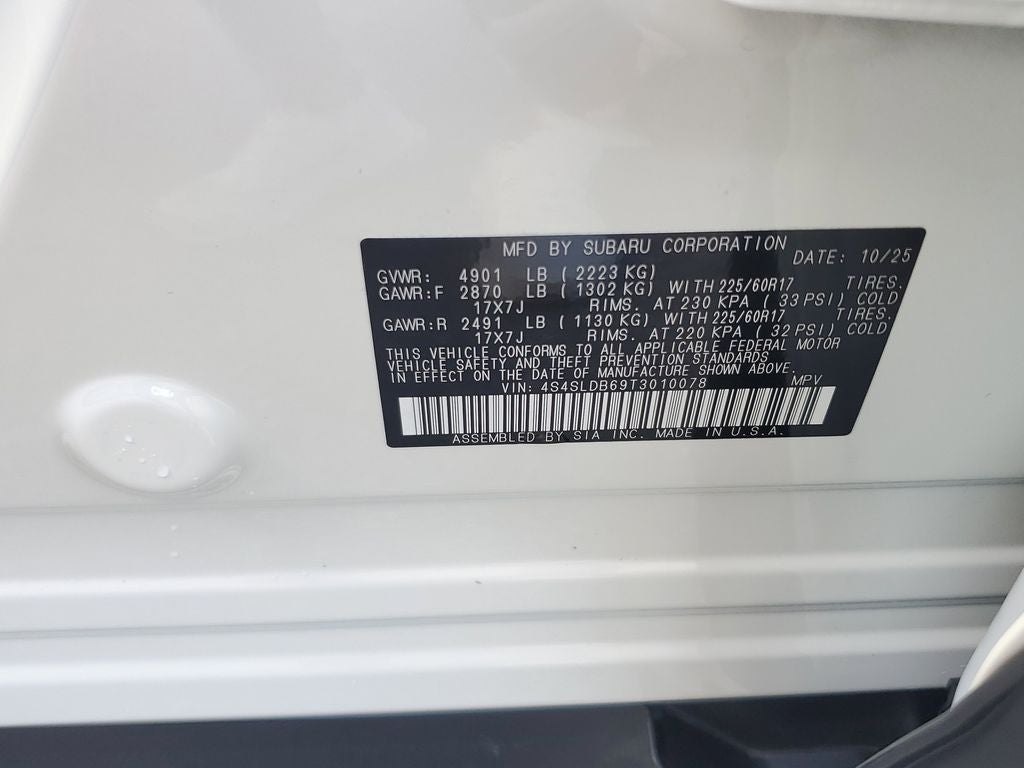 MFD BY SUBARU CORPORATION DATE: 10/25
GVWR: 4901 LB ( 2223 KG)
GAWR:F 2870 LB ( 1302 KG) WITH 225/60R17 TIRES.
17X7J RIMS. AT 230 KPA ( 33 PSI) COLD
GAWR:R 2491 LB ( 1130 KG) WITH 225/60R17 TIRES.
17X7J RIMS. AT 220 KPA ( 32 PSI) COLD
THIS VEHICLE CONFORMS TO ALL APPLICABLE FEDERAL MOTOR
VEHICLE SAFETY AND THEFT PREVENTION STANDARDS
IN EFFECT ON THE DATE OF MANUFACTURE SHOWN ABOVE.
VIN: 4S4SLDB69T3010078 MPV
ASSEMBLED BY SIA INC. MADE IN U.S.A.